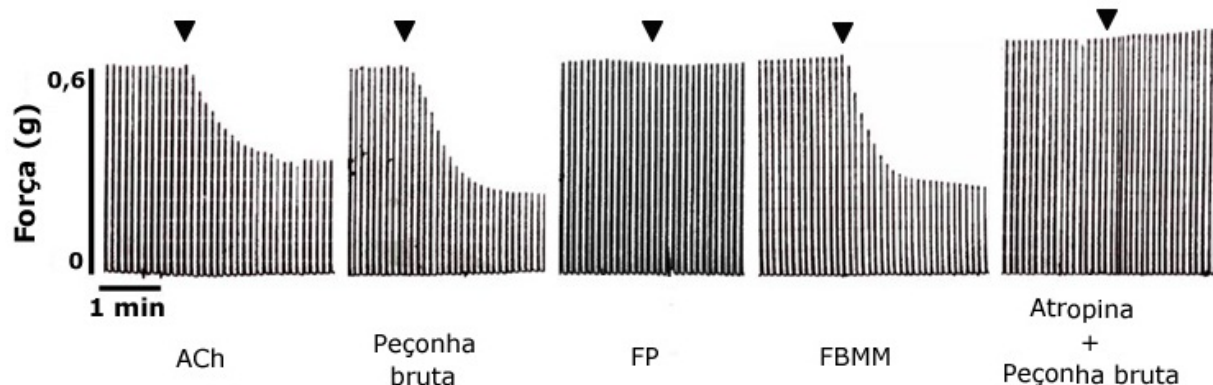 Força (g)
0,6
0
1 min
ACh
Peçonha
bruta
FP
FBMM
Atropina
+
Peçonha bruta